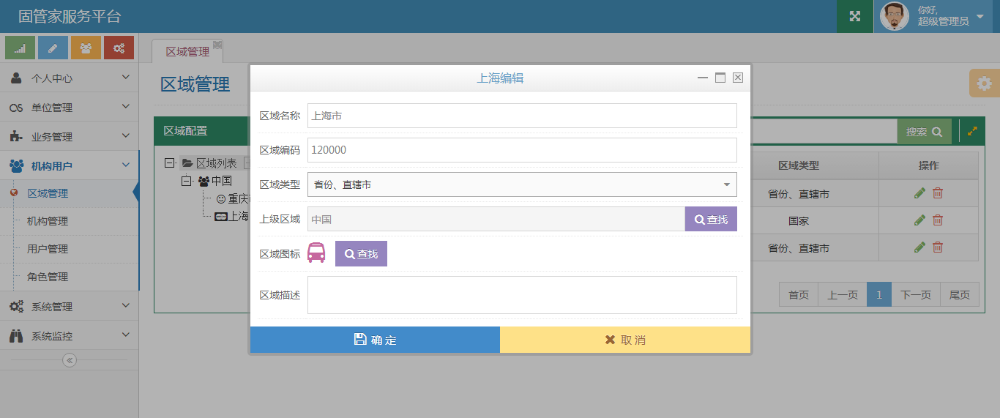 固管家服务平台
你好,
超级管理员
区域管理
个人中心
单位管理
业务管理
机构用户
区域管理
机构管理
用户管理
角色管理
系统管理
系统监控
区域管理
区域配置
搜索
区域列表
中国
重庆
上海
区域类型
操作
省份、直辖市
国家
省份、直辖市
首页
上一页
1
下一页
尾页
上海编辑
区域名称
上海市
区域编码
120000
区域类型
省份、直辖市
上级区域
中国
查找
区域图标
查找
区域描述
确 定
取 消